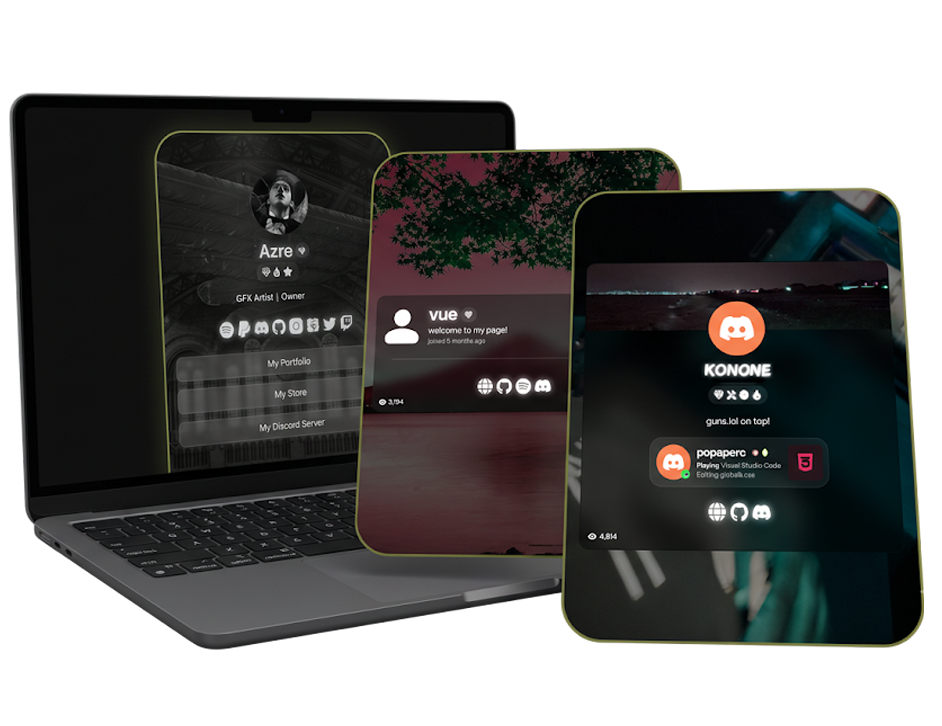 Azre
GFX Artist | Owner
My Portfolio
My Store
My Discord Server
vue
welcome to my page!
joined 5 months ago
3,194
KONONE
guns.lol on top!
popaperc
Playing Visual Studio Code
Editing globals.css
4,814